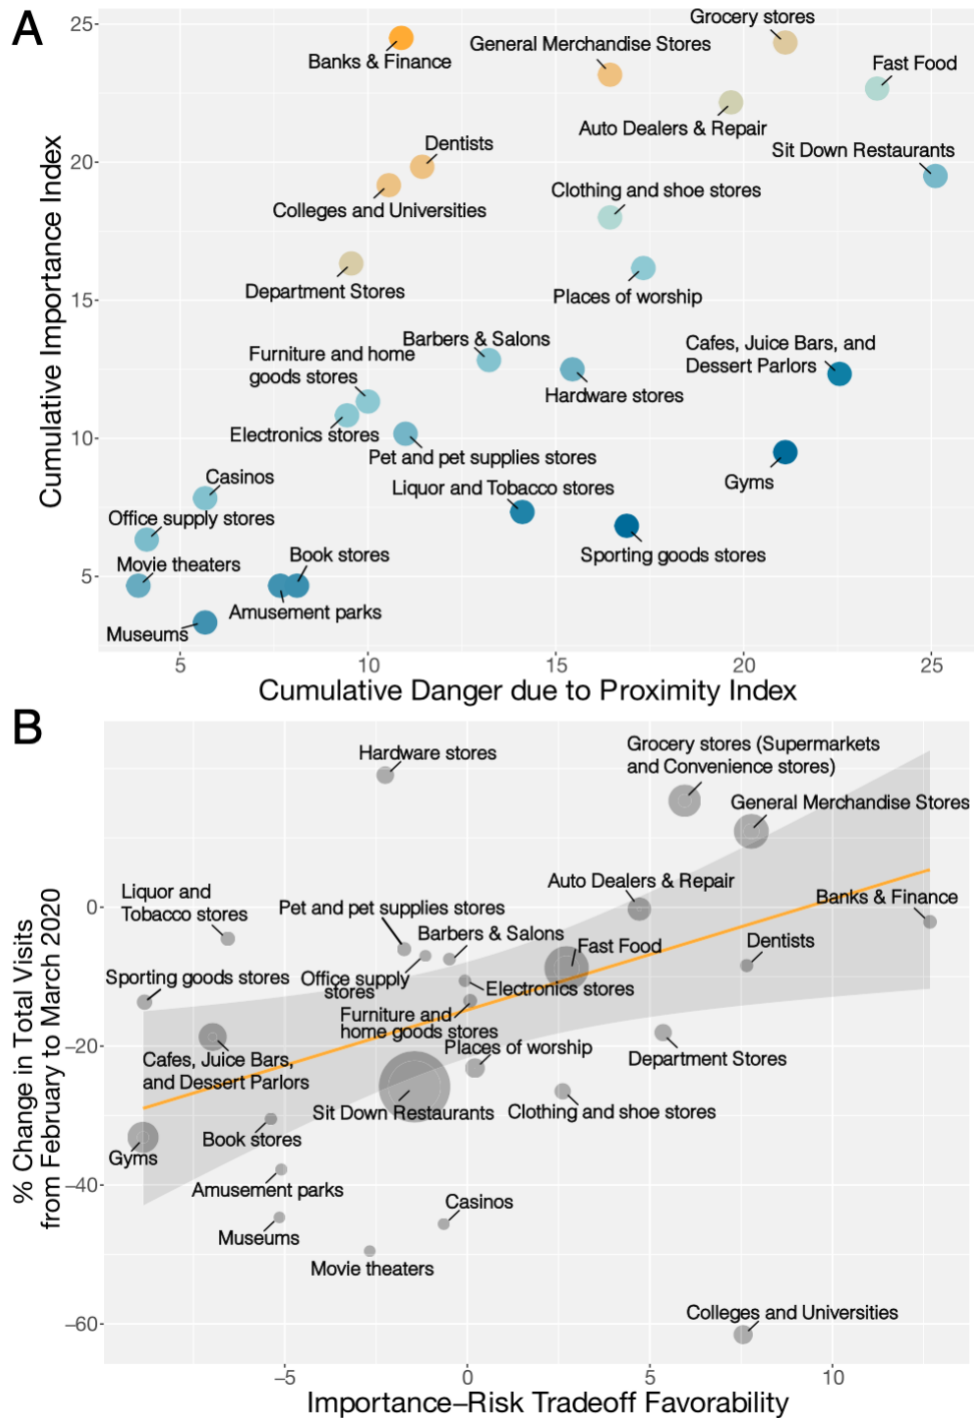 A
Cumulative Importance Index
25
20
15
10
5
Grocery stores
General Merchandise Stores
Banks & Finance
Fast Food
Auto Dealers & Repair
Dentists
Sit Down Restaurants
Clothing and shoe stores
Colleges and Universities
Department Stores
Places of worship
Barbers & Salons
Cafes, Juice Bars, and
Dessert Parlors
Furniture and home
goods stores
Hardware stores
Electronics stores
Pet and pet supplies stores
Casinos
Gyms
Liquor and Tobacco stores
Office supply stores
Book stores
Sporting goods stores
Movie theaters
Amusement parks
Museums
5
10
15
20
25
Cumulative Danger due to Proximity Index
B
% Change in Total Visits
from February to March 2020
0
−20
−40
−60
Hardware stores
Grocery stores (Supermarkets
and Convenience stores)
General Merchandise Stores
Auto Dealers & Repair
Liquor and
Tobacco stores
Banks & Finance
Pet and pet supplies stores
Barbers & Salons
Fast Food
Dentists
Sporting goods stores
Office supply
stores
Electronics stores
Furniture and
home goods stores
Places of worship
Cafes, Juice Bars,
and Dessert Parlors
Department Stores
Sit Down Restaurants
Clothing and shoe stores
Book stores
Gyms
Amusement parks
Casinos
Museums
Movie theaters
Colleges and Universities
−5
0
5
10
Importance−Risk Tradeoff Favorability